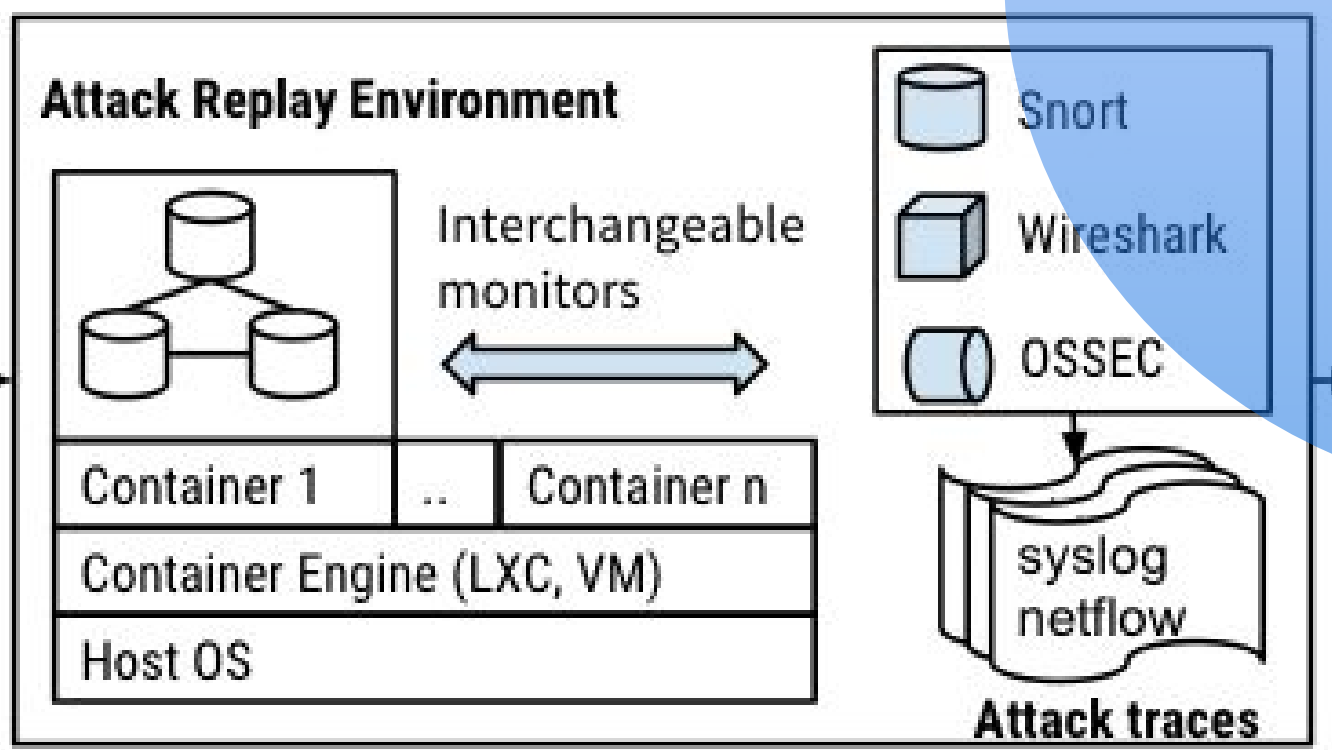 Attack Replay Environment
Interchangeable
monitors
Snort
Wireshark
OSSEC
Container 1
..
Container n
Container Engine (LXC, VM)
Host OS
syslog
netflow
Attack traces